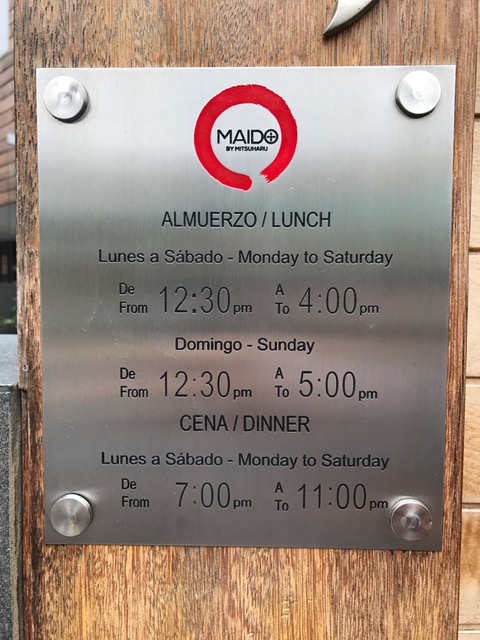 MAIDO
BY MITSUHARU
ALMUERZO / LUNCH
Lunes a Sábado - Monday to Saturday
De From 12:30pm A To 4:00pm
Domingo - Sunday
De From 12:30pm A To 5:00pm
CENA / DINNER
Lunes a Sábado - Monday to Saturday
De From 7:00pm A To 11:00pm